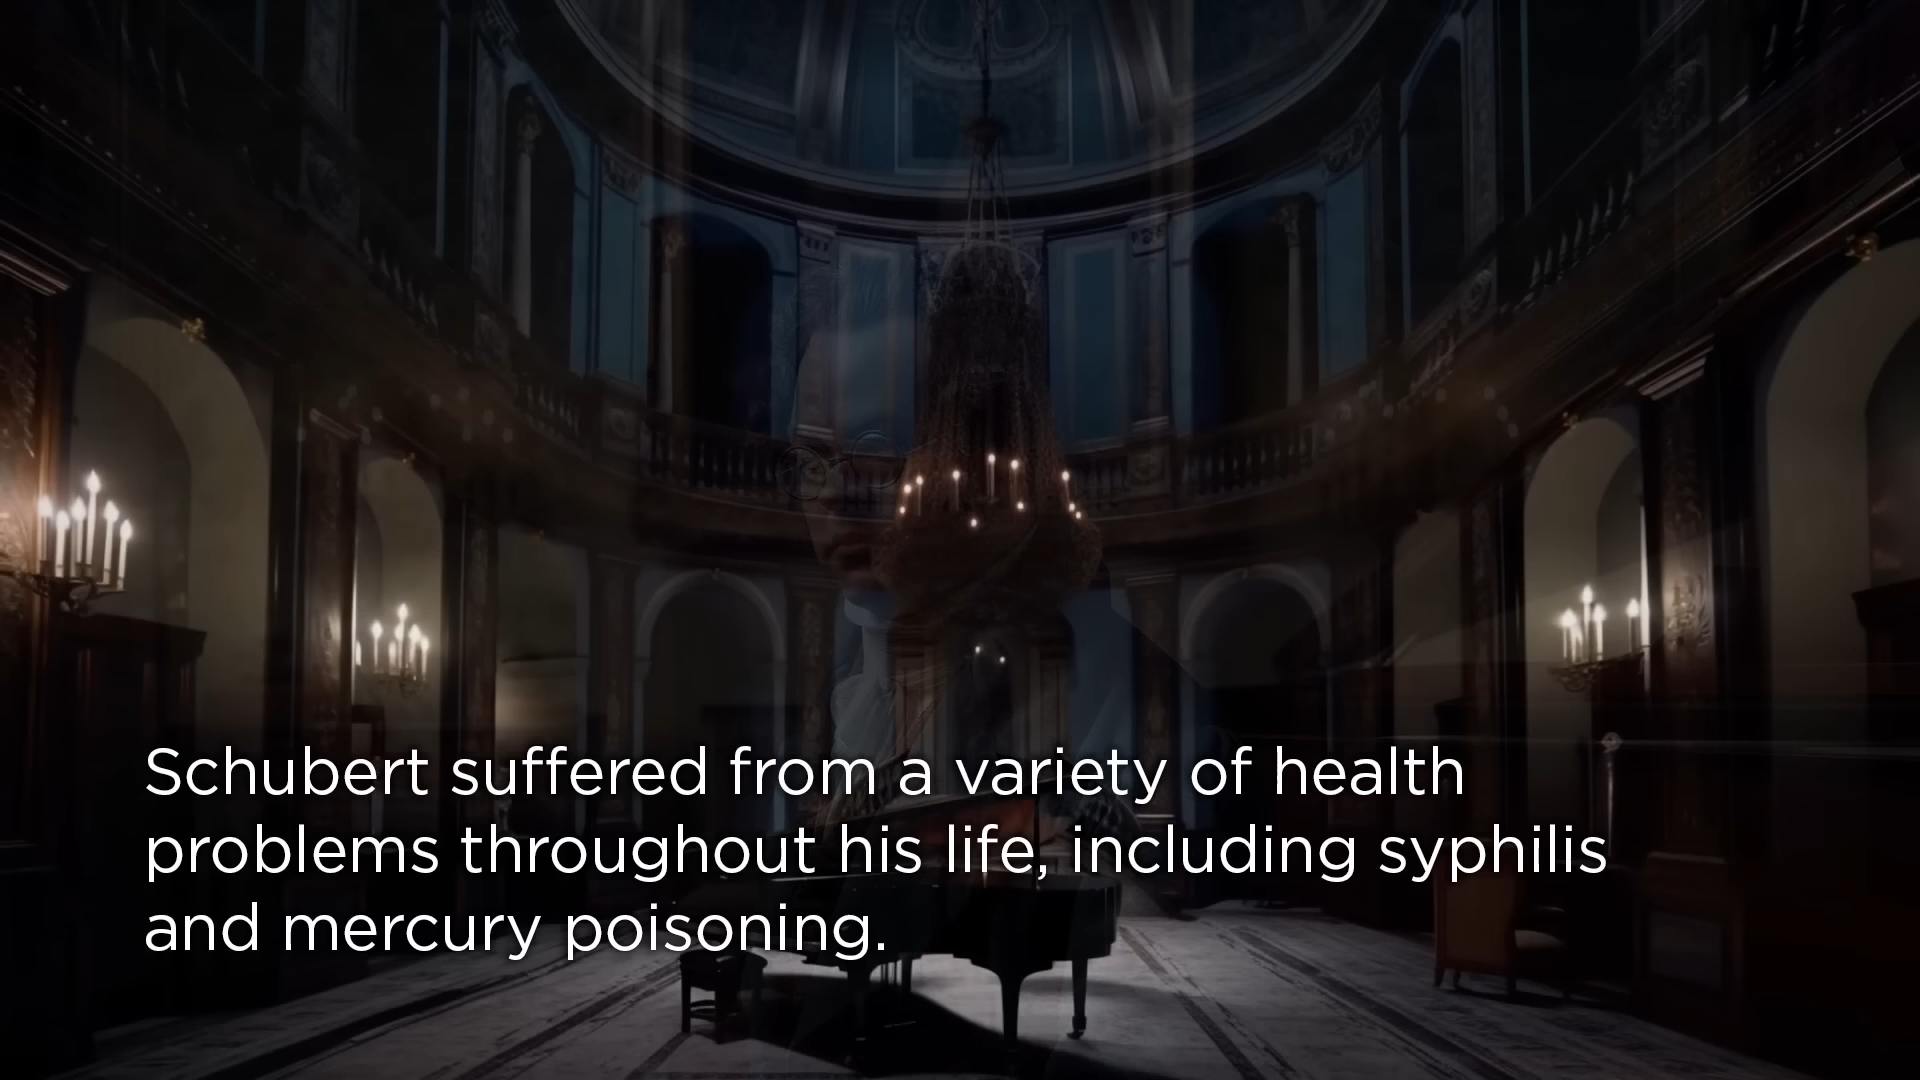 Schubert suffered from a variety of health
problems throughout his life, including syphilis
and mercury poisoning.